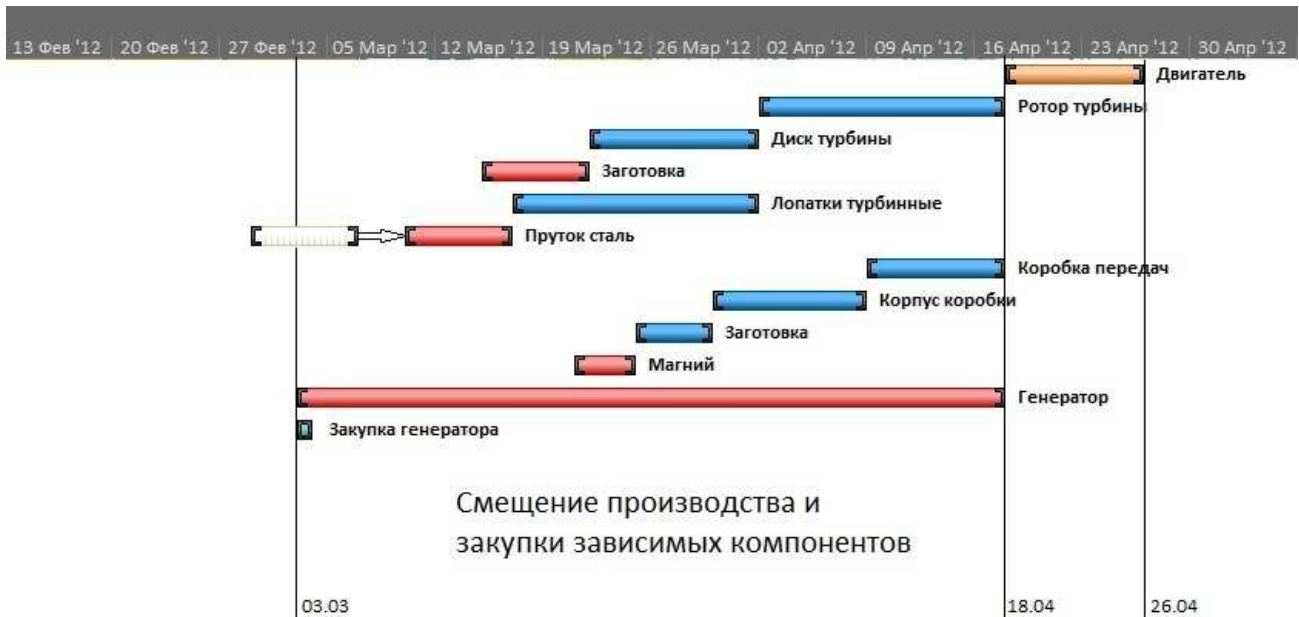 13 Фев '12 20 Фев '12 27 Фев '12 05 Мар '12 12 Мар '12 19 Мар '12 26 Мар '12 02 Апр '12 09 Апр '12 16 Апр '12 23 Апр '12 30 Апр '12
Двигатель
Ротор турбины
Диск турбины
Заготовка
Лопатки турбинные
Пруток сталь
Коробка передач
Корпус коробки
Заготовка
Магний
Генератор
Закупка генератора
Смещение производства и
закупки зависимых компонентов
03.03 18.04 26.04